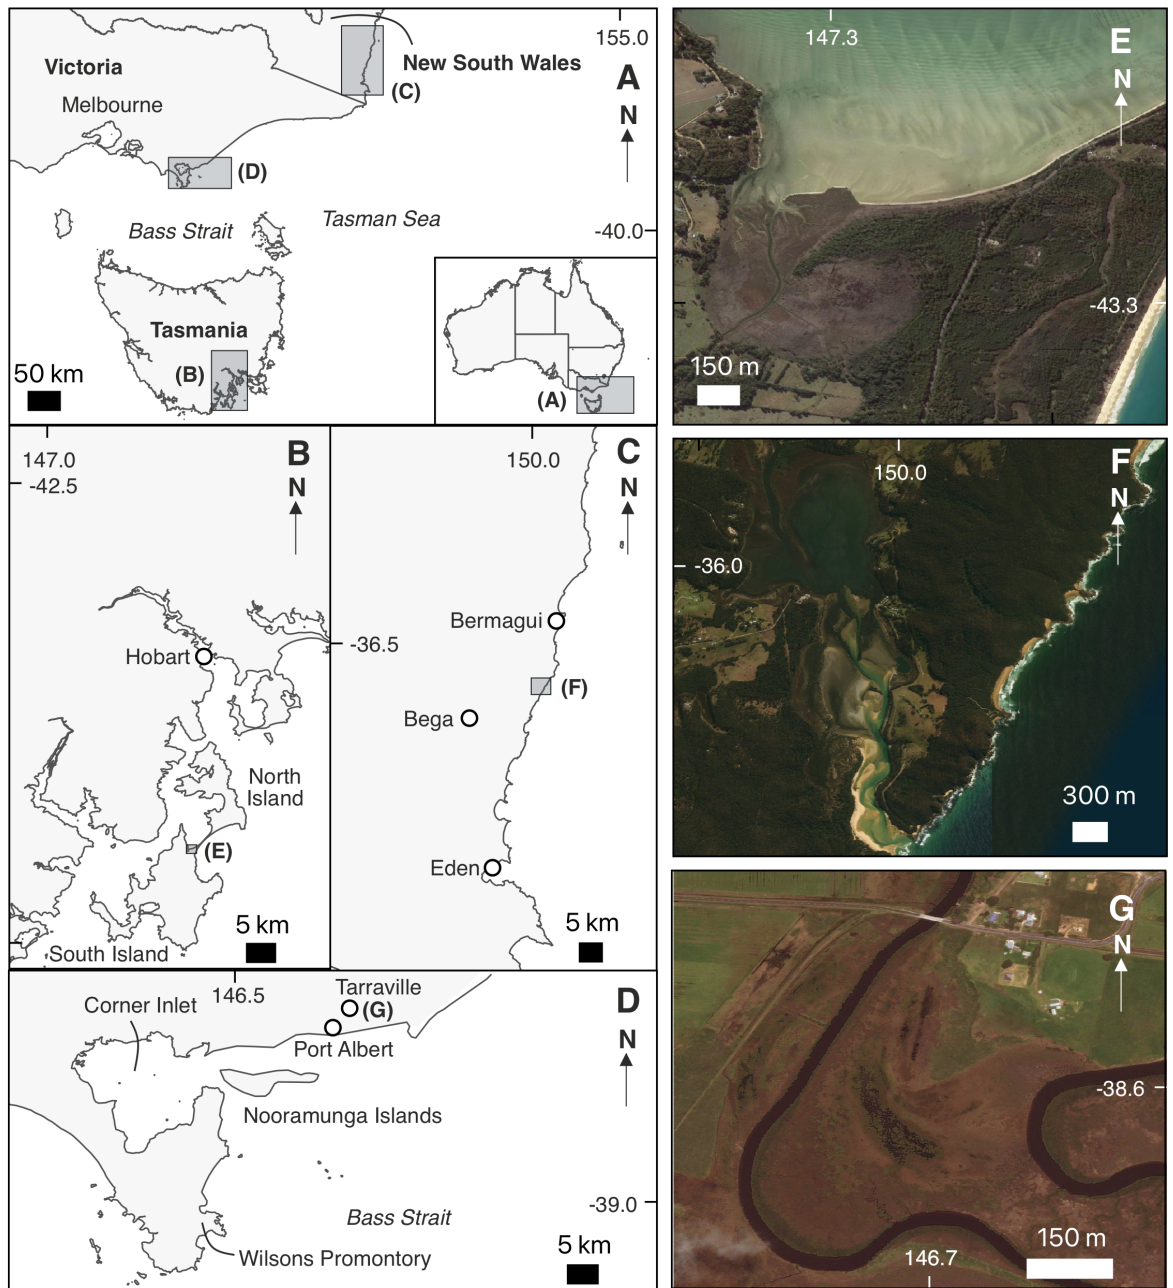 155.0
Victoria
New South Wales
A
(C)
N
Melbourne
(D)
Bass Strait
Tasman Sea
-40.0
Tasmania
50 km
(B)
(A)
147.0
-42.5
B
N
Hobart
North
Island
(E)
5 km
South Island
150.0
C
N
-36.5
Bermagui
(F)
Bega
Eden
5 km
146.5
Corner Inlet
Tarraville
(G)
D
N
Port Albert
Nooramunga Islands
-39.0
Bass Strait
Wilsons Promontory
5 km
147.3
E
N
-43.3
150 m
150.0
F
N
-36.0
300 m
G
N
-38.6
150 m
146.7